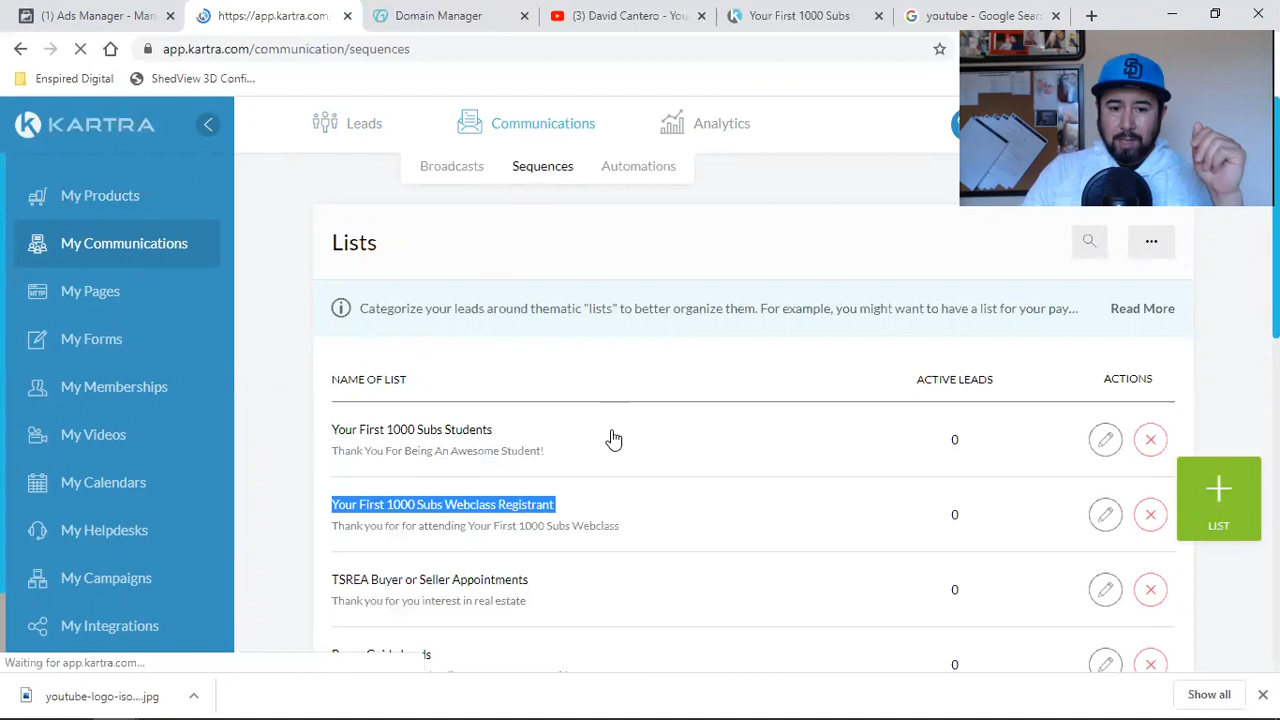 (1) Ads Manager - Mana
https://app.kartra.com
Domain Manager
(3) David Cantero - You
Your First 1000 Subs
youtube - Google Sear
app.kartra.com/communication/sequences
Enspired Digital
ShedView 3D Confi...
KARTRA
Leads
Communications
Analytics
Broadcasts
Sequences
Automations
My Products
My Communications
My Pages
My Forms
My Memberships
My Videos
My Calendars
My Helpdesks
My Campaigns
My Integrations
Lists
Categorize your leads around thematic "lists" to better organize them. For example, you might want to have a list for your pay...
Read More
NAME OF LIST
ACTIVE LEADS
ACTIONS
Your First 1000 Subs Students
0
Thank You For Being An Awesome Student!
Your First 1000 Subs Webclass Registrant
0
Thank you for for attending Your First 1000 Subs Webclass
LIST
TSREA Buyer or Seller Appointments
0
Thank you for you interest in real estate
0
Waiting for app.kartra.com...
youtube-logo-iso....jpg
Show all